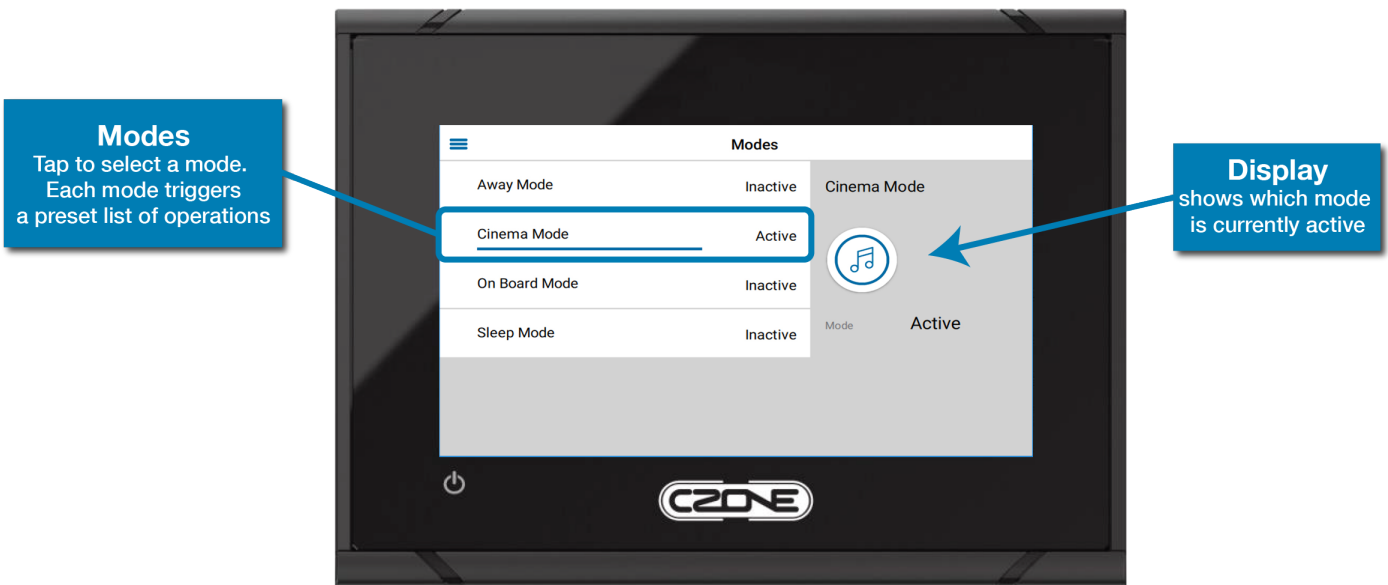 Modes
Tap to select a mode.
Each mode triggers
a preset list of operations
Modes
Away Mode Inactive
Cinema Mode Active
On Board Mode Inactive
Sleep Mode Inactive
Cinema Mode
Mode Active
Display
shows which mode
is currently active
CZONE